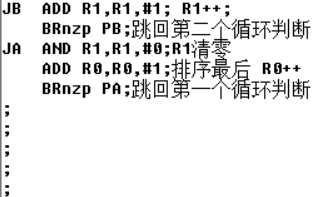 JB ADD R1,R1,#1; R1++;
BRnzp PB;跳回第二个循环判断
JA AND R1,R1,#0;R1清零
ADD R0,R0,#1;排序最后 R0++
BRnzp PA;跳回第一个循环判断
;
;
;
;
;